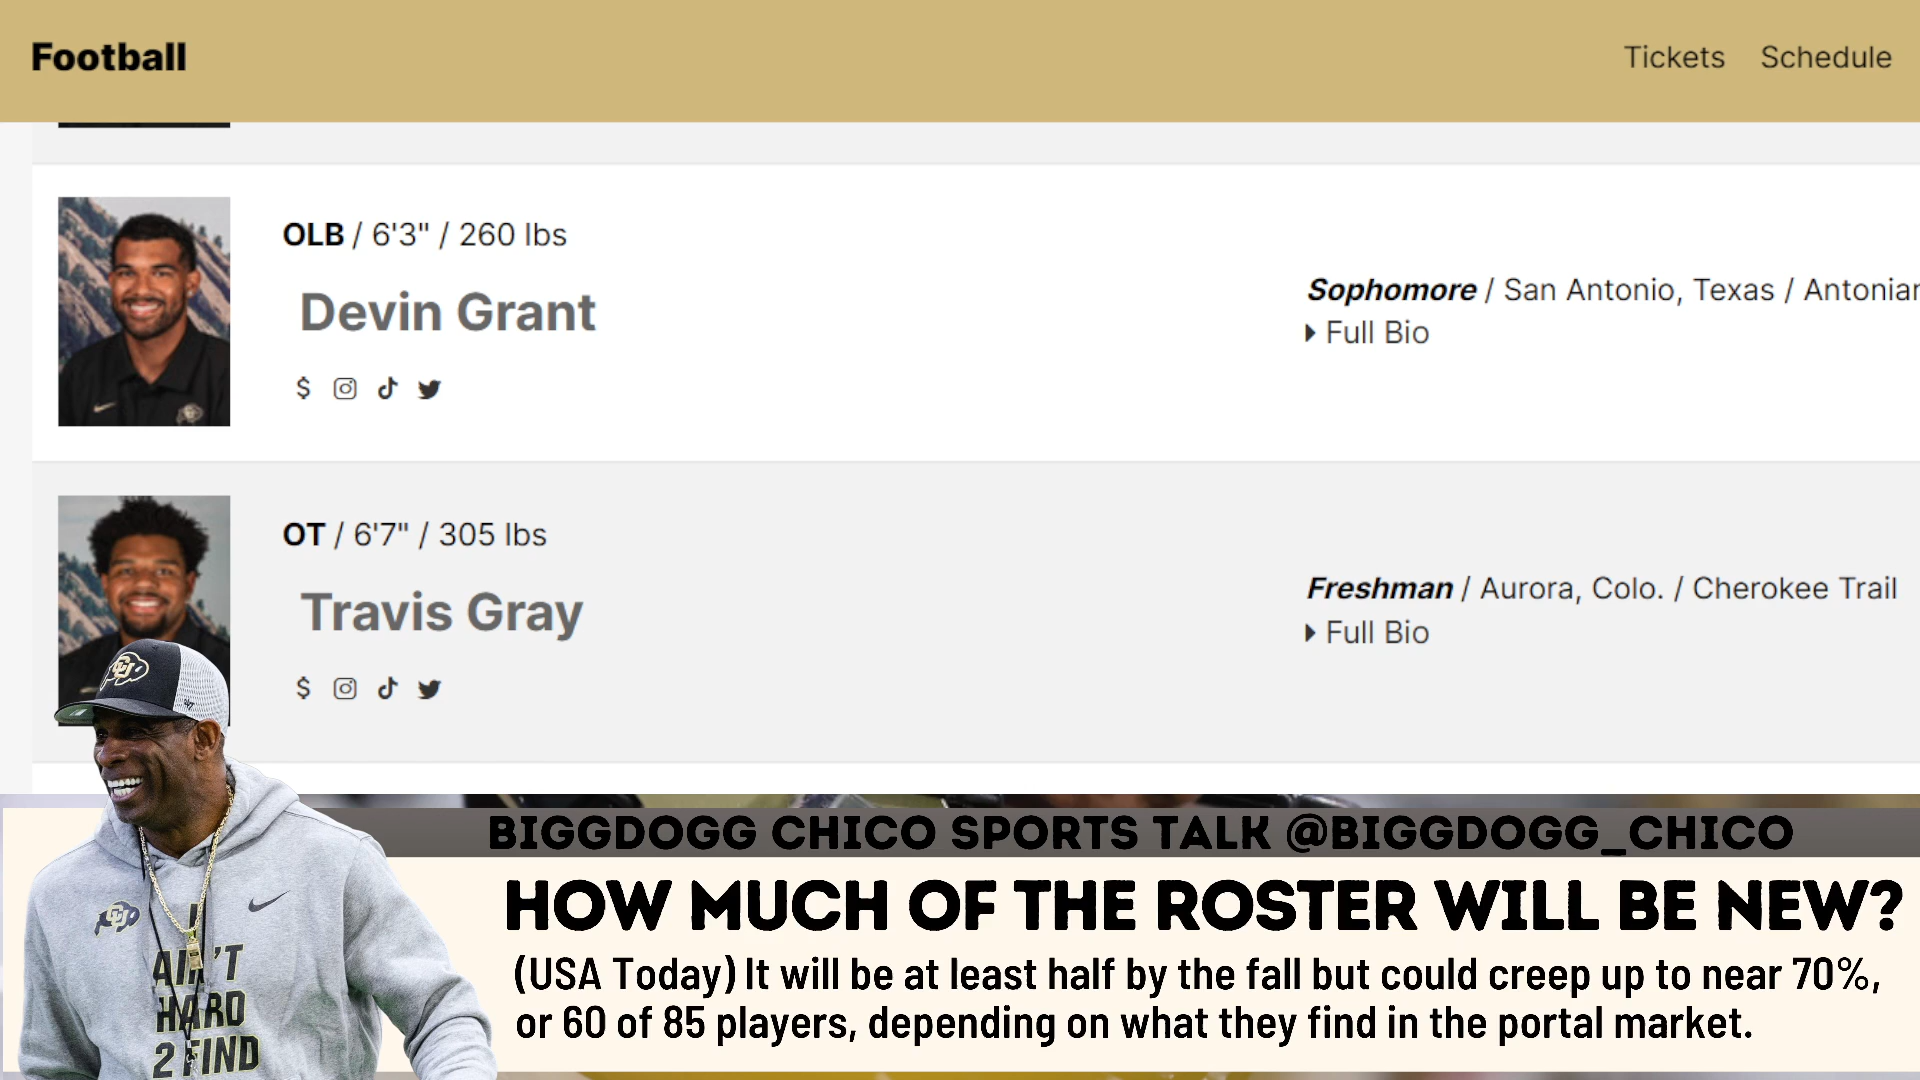 Football
Tickets Schedule
OLB / 6'3" / 260 lbs
Devin Grant
Sophomore / San Antonio, Texas / Antonian
Full Bio
$
OT / 6'7" / 305 lbs
Travis Gray
Freshman / Aurora, Colo. / Cherokee Trail
Full Bio
$
CU
'47
BIGGDOGG CHICO SPORTS TALK @BIGGDOGG_CHICO
HOW MUCH OF THE ROSTER WILL BE NEW?
(USA Today) It will be at least half by the fall but could creep up to near 70%,
or 60 of 85 players, depending on what they find in the portal market.
CU
I
AIN'T
HARD
2 FIND